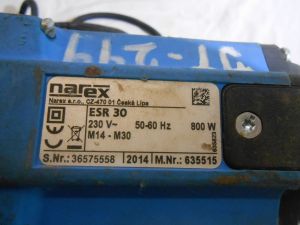 narex
Narex s.r.o., CZ-470 01 Česká Lípa
ESR 30
230 V~ 50-60 Hz 800 W
M14 - M30
S.Nr.: 36575558 2014 M.Nr.: 635515